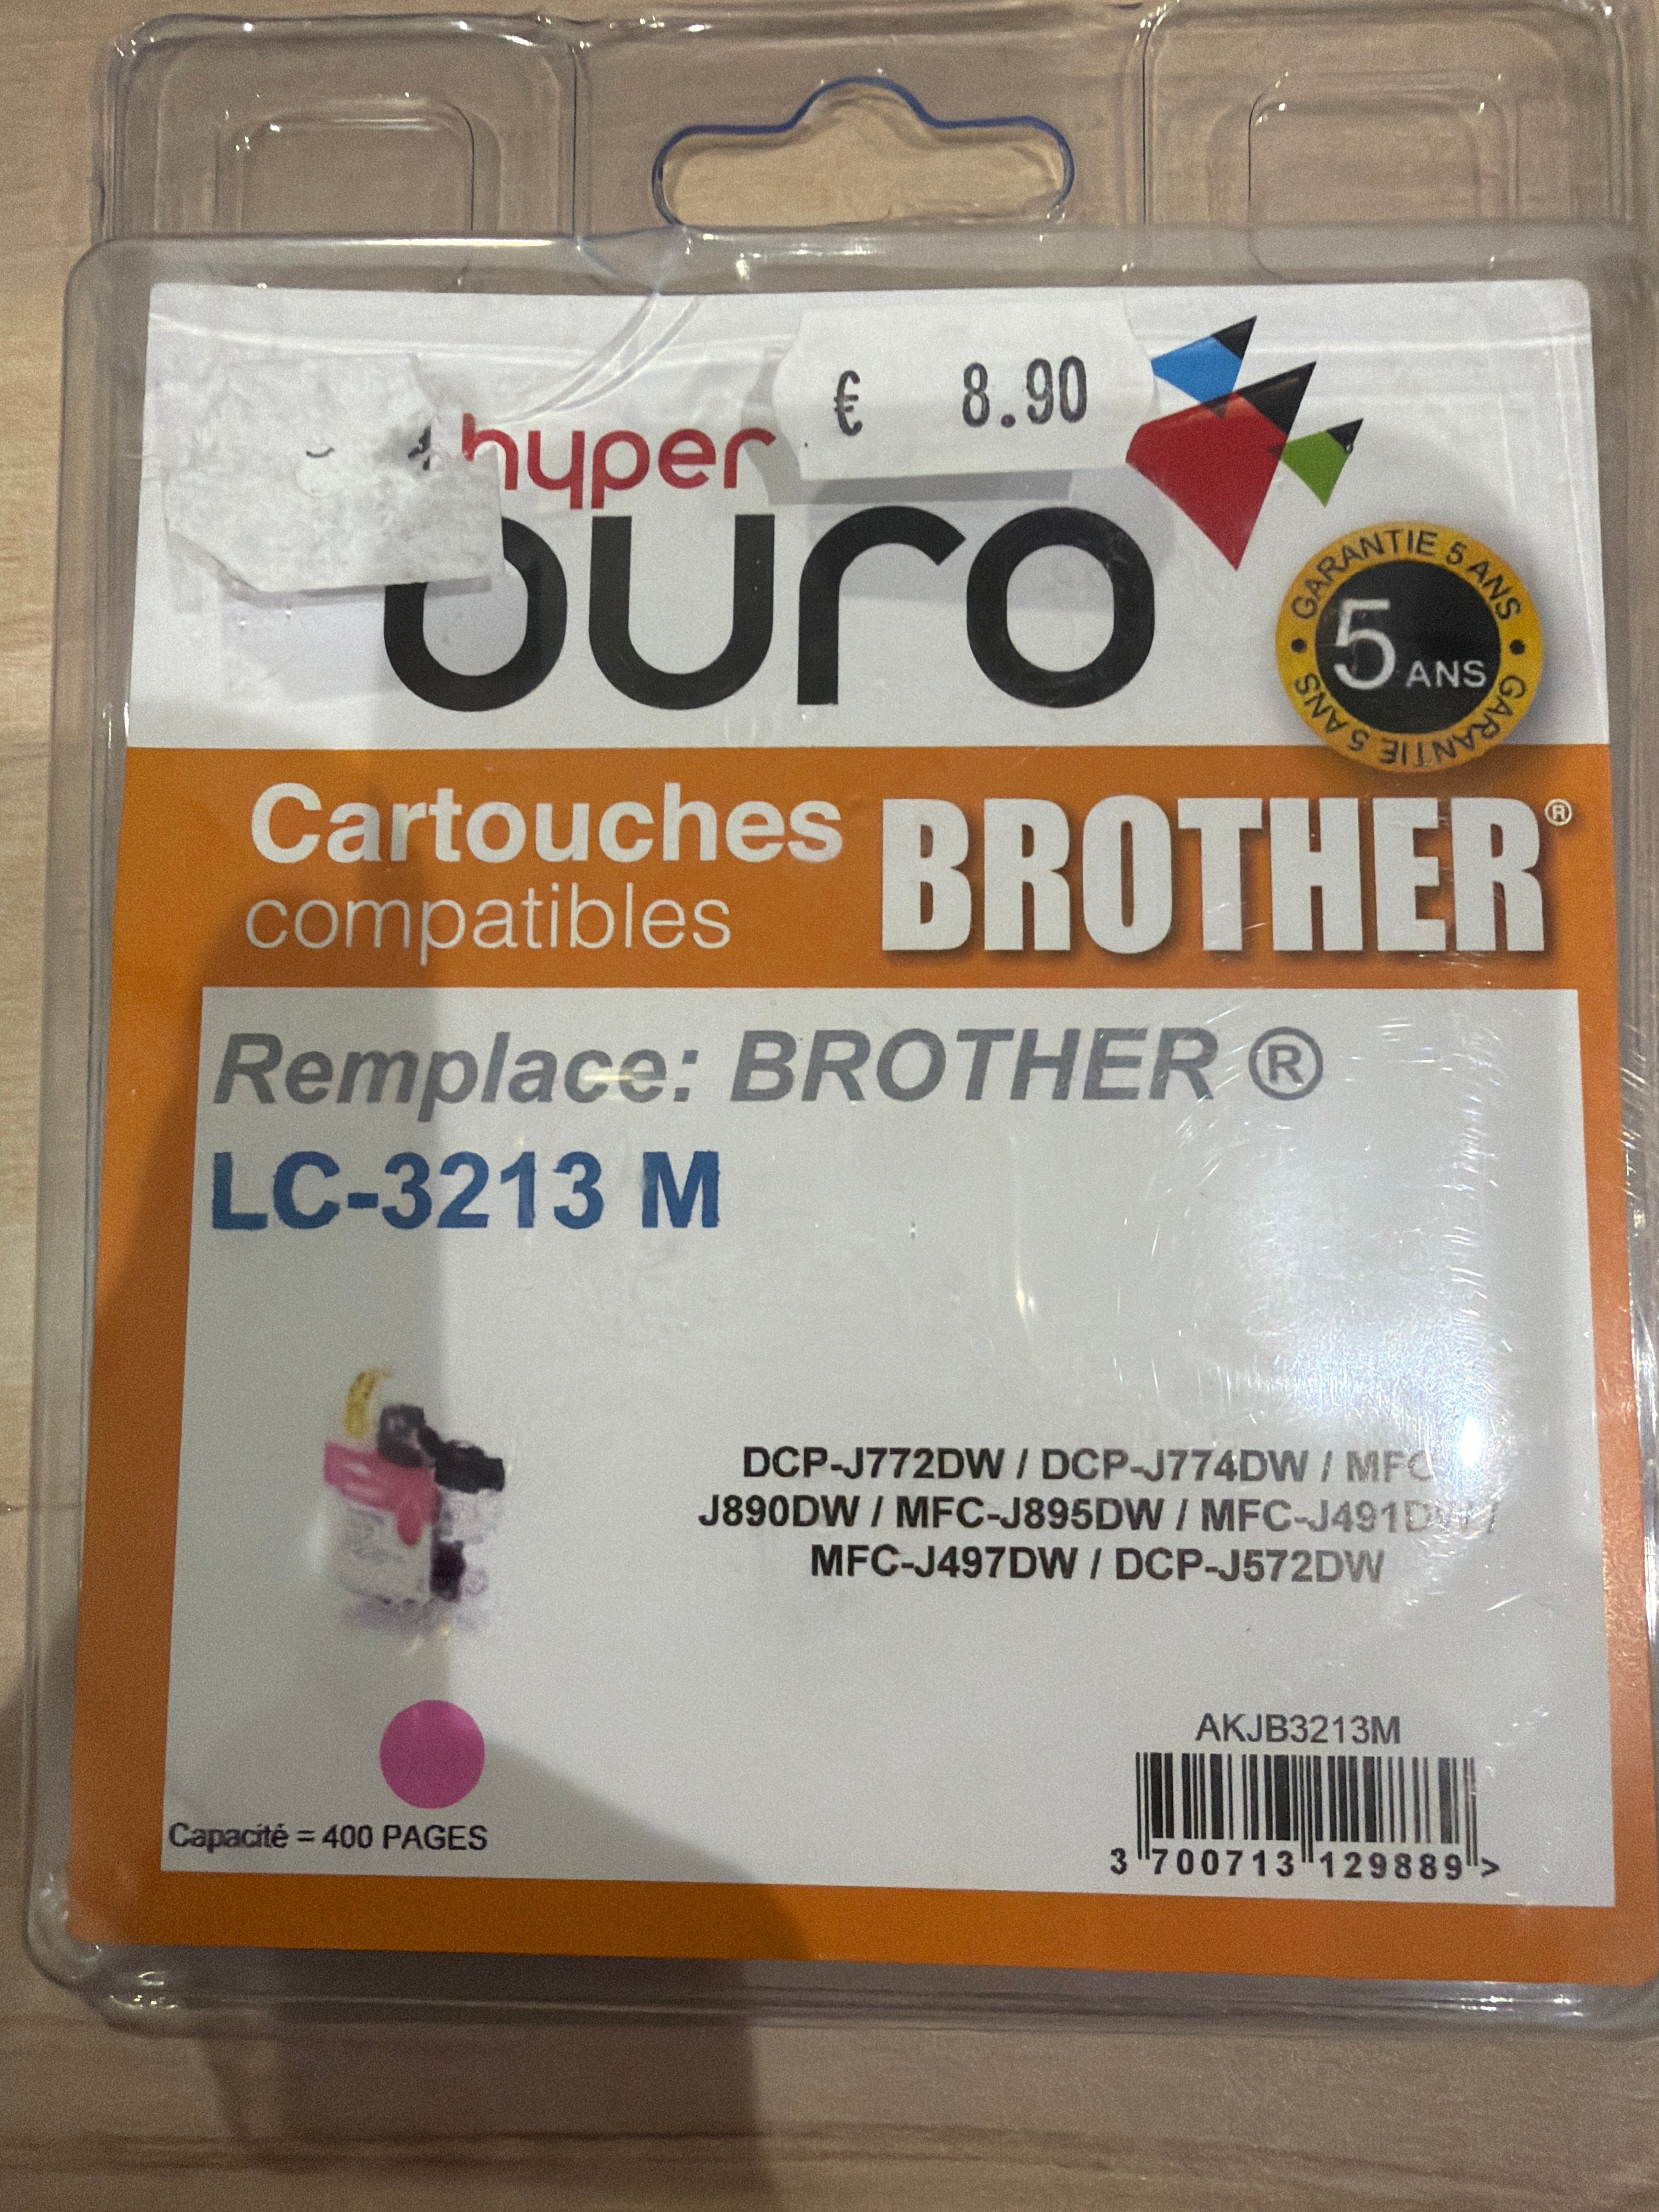 € 8.90
hyper
buro
GARANTIE 5 ANS • GARANTIE 5 ANS •
5 ANS
Cartouches BROTHER®
compatibles
Remplace: BROTHER ®
LC-3213 M
DCP-J772DW / DCP-J774DW / MFC
J890DW / MFC-J895DW / MFC-J491DW /
MFC-J497DW / DCP-J572DW
AKJB3213M
Capacité = 400 PAGES
3 700713 129889 >